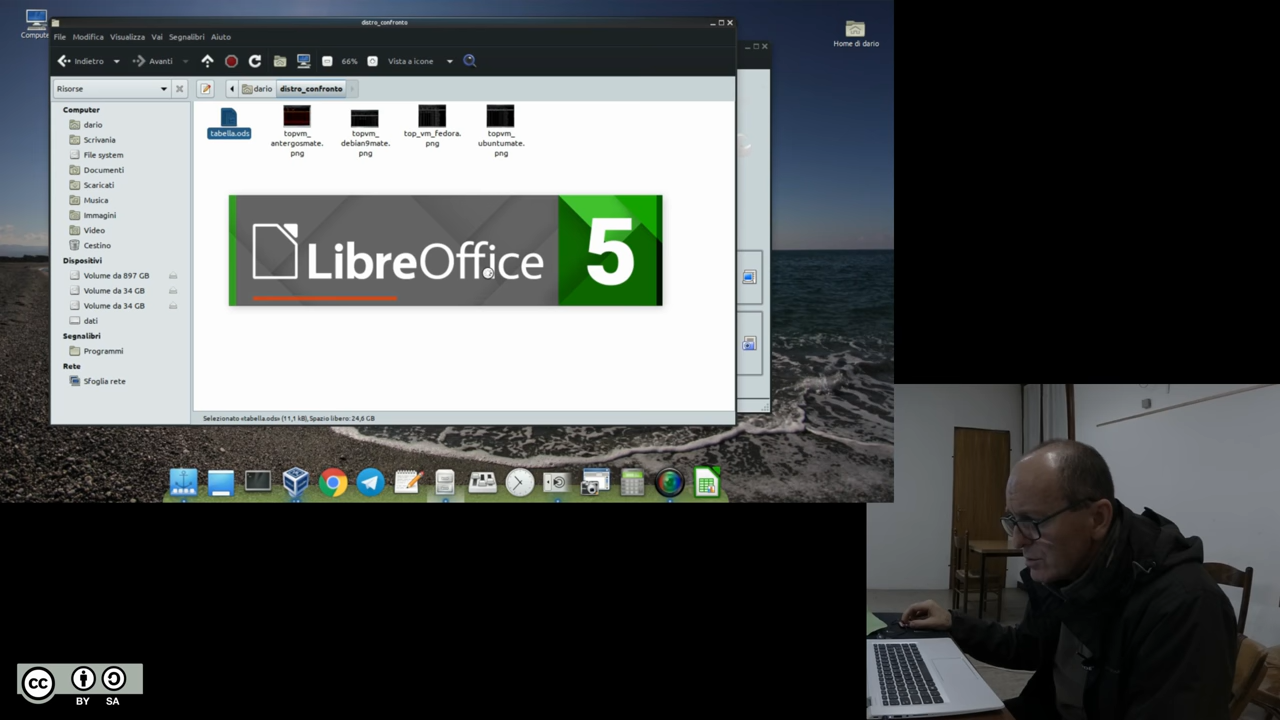 Compute
distro_confronto
File Modifica Visualizza Vai Segnalibri Aiuto
Indietro Avanti 66% Vista a icone
Risorse dario distro_confronto
Computer
dario
Scrivania
File system
Documenti
Scaricati
Musica
Immagini
Video
Cestino
Dispositivi
Volume da 897 GB
Volume da 34 GB
Volume da 34 GB
dati
Segnalibri
Programmi
Rete
Sfoglia rete
tabella.ods
topvm_
antergosmate.
png
topvm_
debian9mate.
png
top_vm_fedora.
png
topvm_
ubuntumate.
png
LibreOffice 5
Selezionato «tabella.ods» (11,1 kB), Spazio libero: 24,6 GB
Home di dario
cc
BY SA